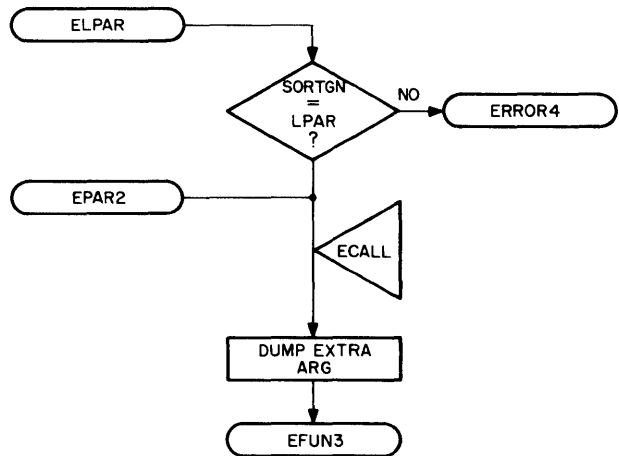 ELPAR
SORTGN
=
LPAR
?
NO
ERROR4
EPAR2
ECALL
DUMP EXTRA
ARG
EFUN3